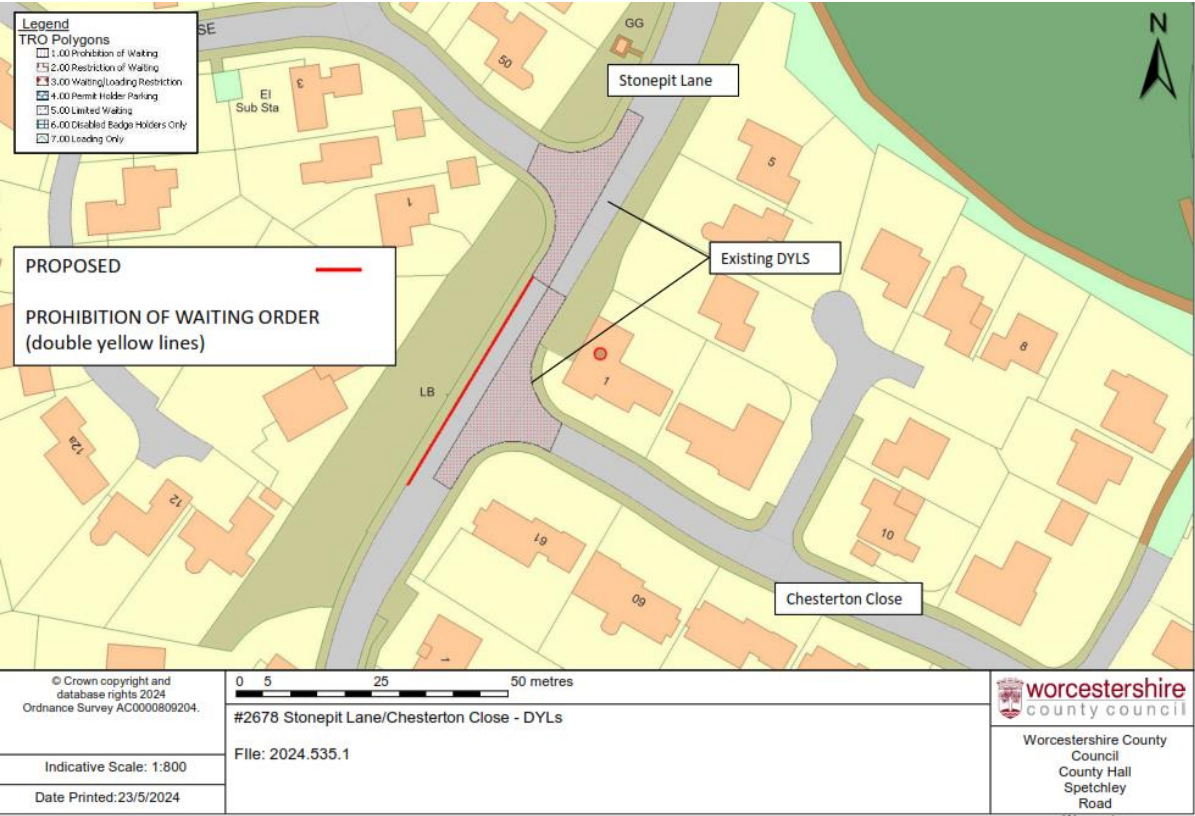 Legend
TRO Polygons
1.00 Prohibition of Waiting
2.00 Restriction of Waiting
3.00 Waiting/Loading Restriction
4.00 Permit Holder Parking
5.00 Limited Waiting
6.00 Disabled Badge Holders Only
7.00 Loading Only
SE
GG
N
50
Stonepit Lane
3
El
Sub Sta
5
1
PROPOSED
PROHIBITION OF WAITING ORDER
(double yellow lines)
Existing DYLS
8
1
LB
12a
12
61
10
60
Chesterton Close
1
© Crown copyright and
database rights 2024
Ordnance Survey AC0000809204.
Indicative Scale: 1:800
Date Printed:23/5/2024
0 5 25 50 metres
#2678 Stonepit Lane/Chesterton Close - DYLs
FIle: 2024.535.1
worcestershire
county council
Worcestershire County
Council
County Hall
Spetchley
Road